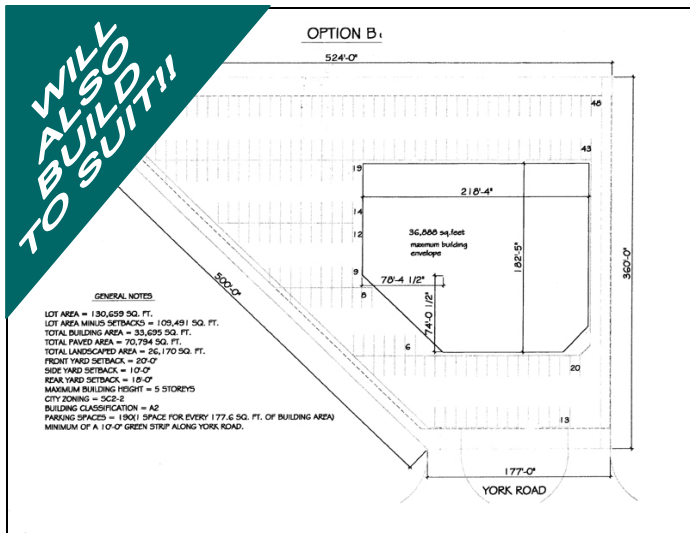 WILL
ALSO
BUILD
TO SUIT!!
OPTION B
524'-0"
48
43
19
218'-4"
14
12
36,888 sq.feet
maximum building
envelope
182'-5"
360'-0"
9
78'-4 1/2"
8
74'-0 1/2"
500'-0"
6
20
13
177'-0"
YORK ROAD
GENERAL NOTES
LOT AREA = 130,659 SQ. FT.
LOT AREA MINUS SETBACKS = 109,491 SQ. FT.
TOTAL BUILDING AREA = 33,695 SQ. FT.
TOTAL PAVED AREA = 70,794 SQ. FT.
TOTAL LANDSCAPED AREA = 26,170 SQ. FT.
FRONT YARD SETBACK = 20'-0"
SIDE YARD SETBACK = 10'-0"
REAR YARD SETBACK = 18'-0"
MAXIMUM BUILDING HEIGHT = 5 STOREYS
CITY ZONING = SC2-2
BUILDING CLASSIFICATION = A2
PARKING SPACES = 190(1 SPACE FOR EVERY 177.6 SQ. FT. OF BUILDING AREA)
MINIMUM OF A 10'-0" GREEN STRIP ALONG YORK ROAD.